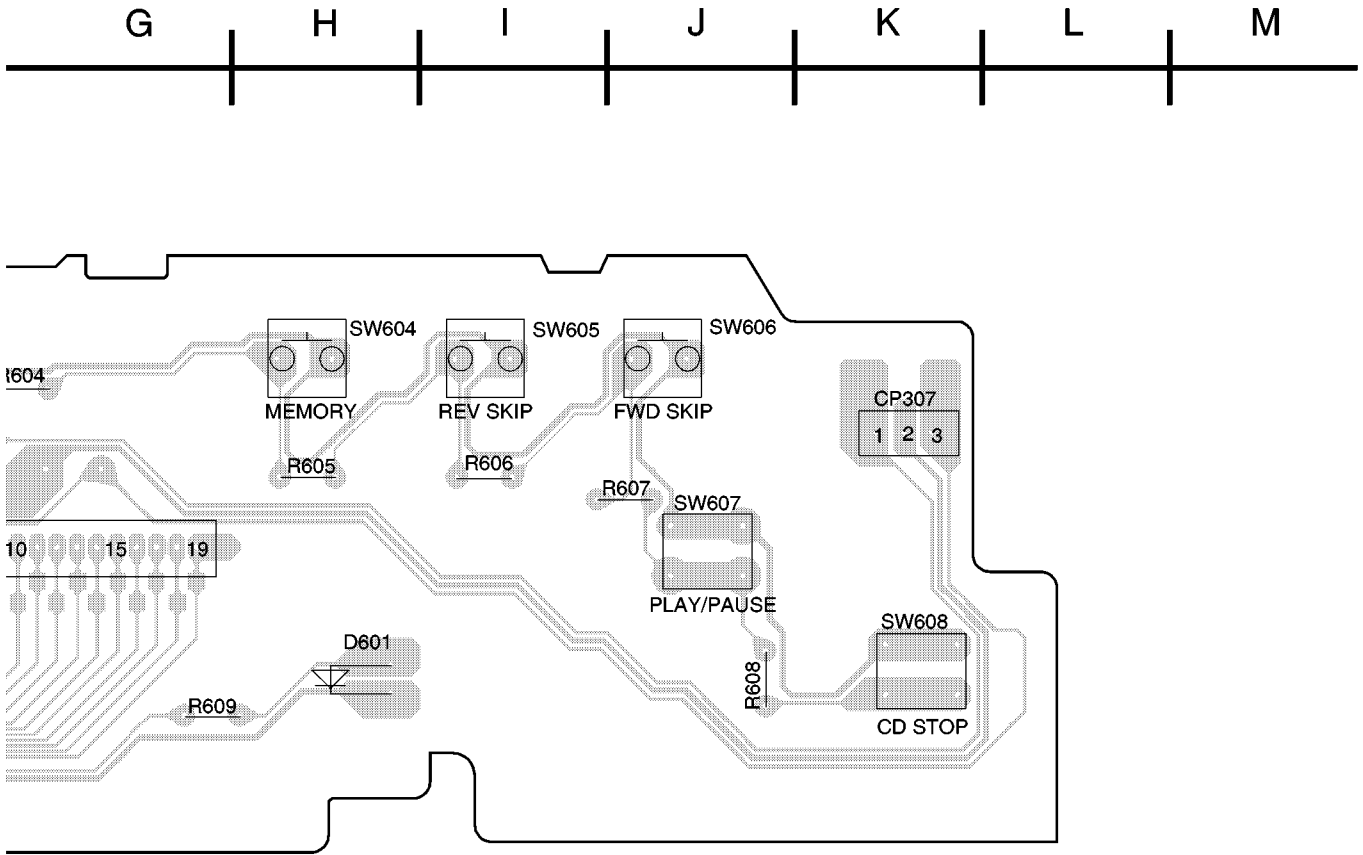 G H I J K L M
SW604 SW605 SW606
R604
MEMORY REV SKIP FWD SKIP
CP307
1 2 3
R605 R606
R607
SW607
10 15 19
PLAY/PAUSE
SW608
D601
R608
R609
CD STOP